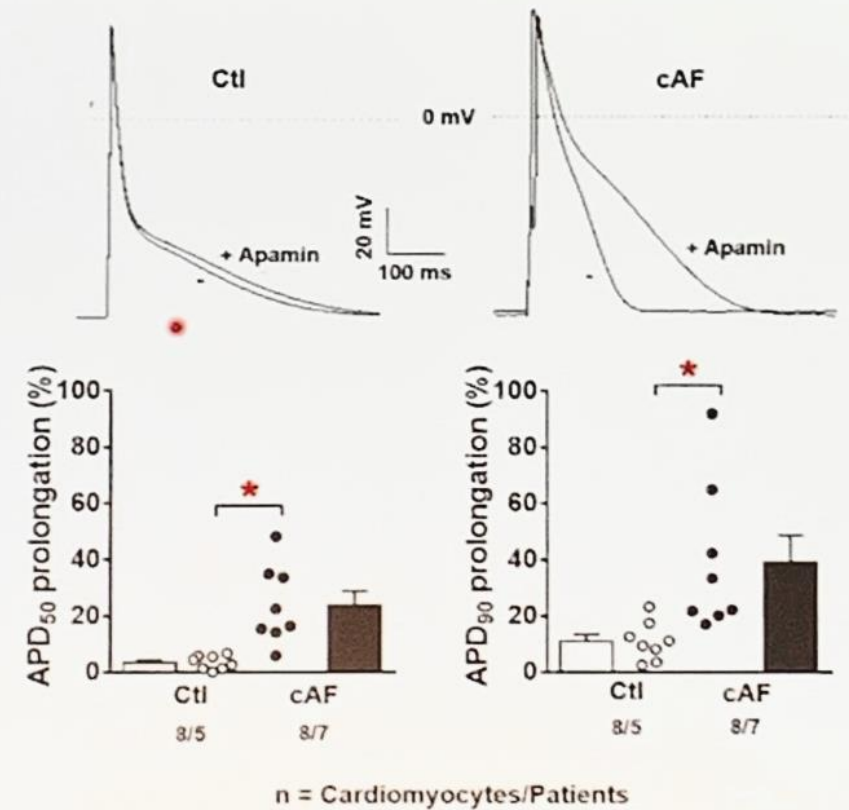 Ctl
cAF
0 mV
+ Apamin
20 mV
100 ms
+ Apamin
APD50 prolongation (%)
100
80
60
40
20
0
*
Ctl
cAF
8/5
8/7
APD90 prolongation (%)
100
80
60
40
20
0
*
Ctl
cAF
8/5
8/7
n = Cardiomyocytes/Patients